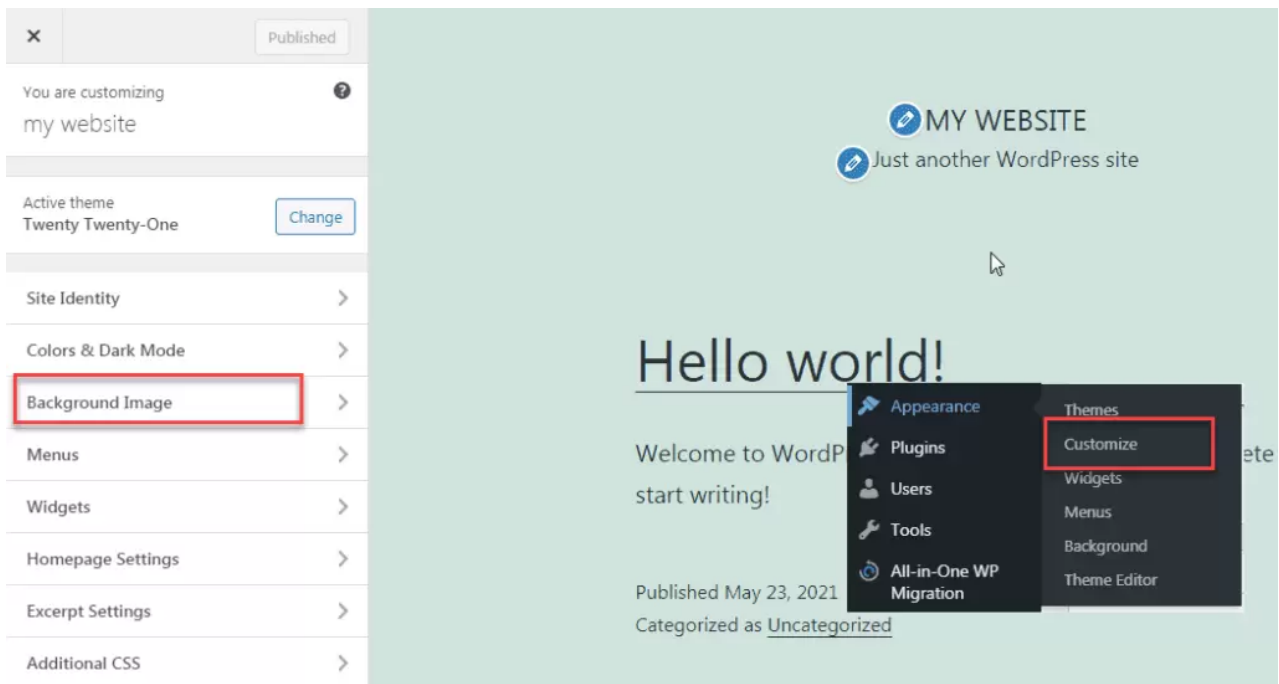 Published
You are customizing
my website
Active theme
Twenty Twenty-One
Change
Site Identity
Colors & Dark Mode
Background Image
Menus
Widgets
Homepage Settings
Excerpt Settings
Additional CSS
MY WEBSITE
Just another WordPress site
Hello world!
Welcome to WordP
ete
start writing!
Published May 23, 2021
Categorized as Uncategorized
Appearance
Plugins
Users
Tools
All-in-One WP
Migration
Themes
Customize
Widgets
Menus
Background
Theme Editor